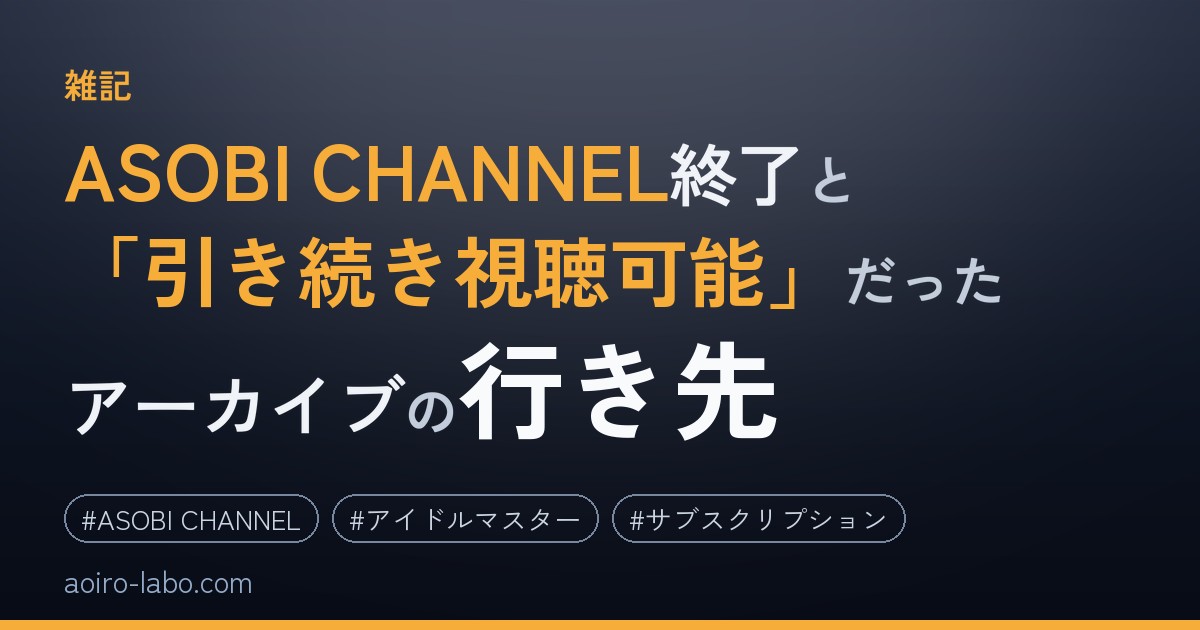 雑記
ASOBI CHANNEL終了と
「引き続き視聴可能」だった
アーカイブの行き先
#ASOBI CHANNEL #アイドルマスター #サブスクリプション
aoiro-labo.com